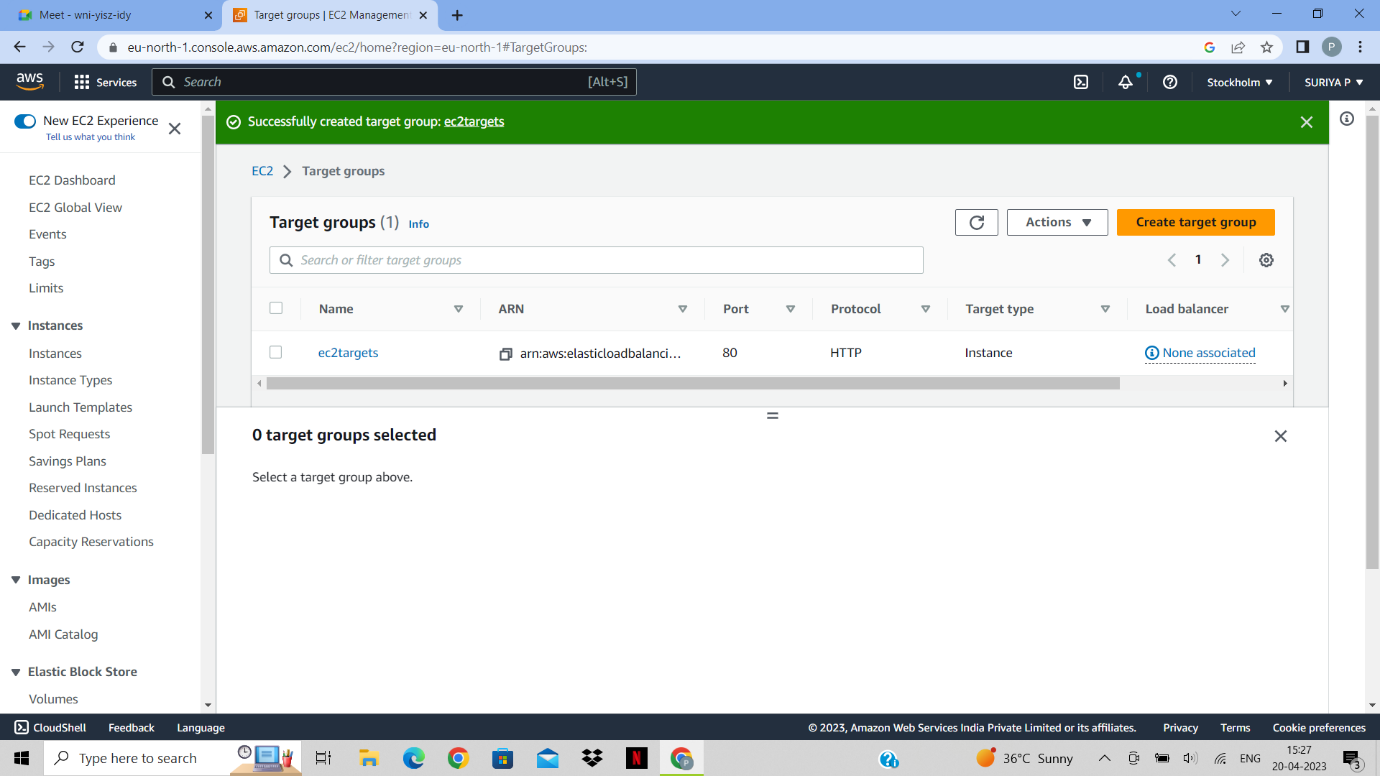 Meet - wni-yisz-idy
Target groups | EC2 Management
eu-north-1.console.aws.amazon.com/ec2/home?region=eu-north-1#TargetGroups:
P
aws
Services
Search
[Alt+S]
Stockholm
SURIYA P
New EC2 Experience
Tell us what you think
EC2 Dashboard
EC2 Global View
Events
Tags
Limits
Instances
Instances
Instance Types
Launch Templates
Spot Requests
Savings Plans
Reserved Instances
Dedicated Hosts
Capacity Reservations
Images
AMIs
AMI Catalog
Elastic Block Store
Volumes
Successfully created target group: ec2targets
EC2 > Target groups
Target groups (1) Info
Actions
Create target group
Search or filter target groups
1
Name ARN Port Protocol Target type Load balancer
ec2targets arn:aws:elasticloadbalanci... 80 HTTP Instance None associated
0 target groups selected
Select a target group above.
CloudShell Feedback Language
© 2023, Amazon Web Services India Private Limited or its affiliates. Privacy Terms Cookie preferences
Type here to search
N
P
36°C Sunny
ENG
15:27
20-04-2023
3